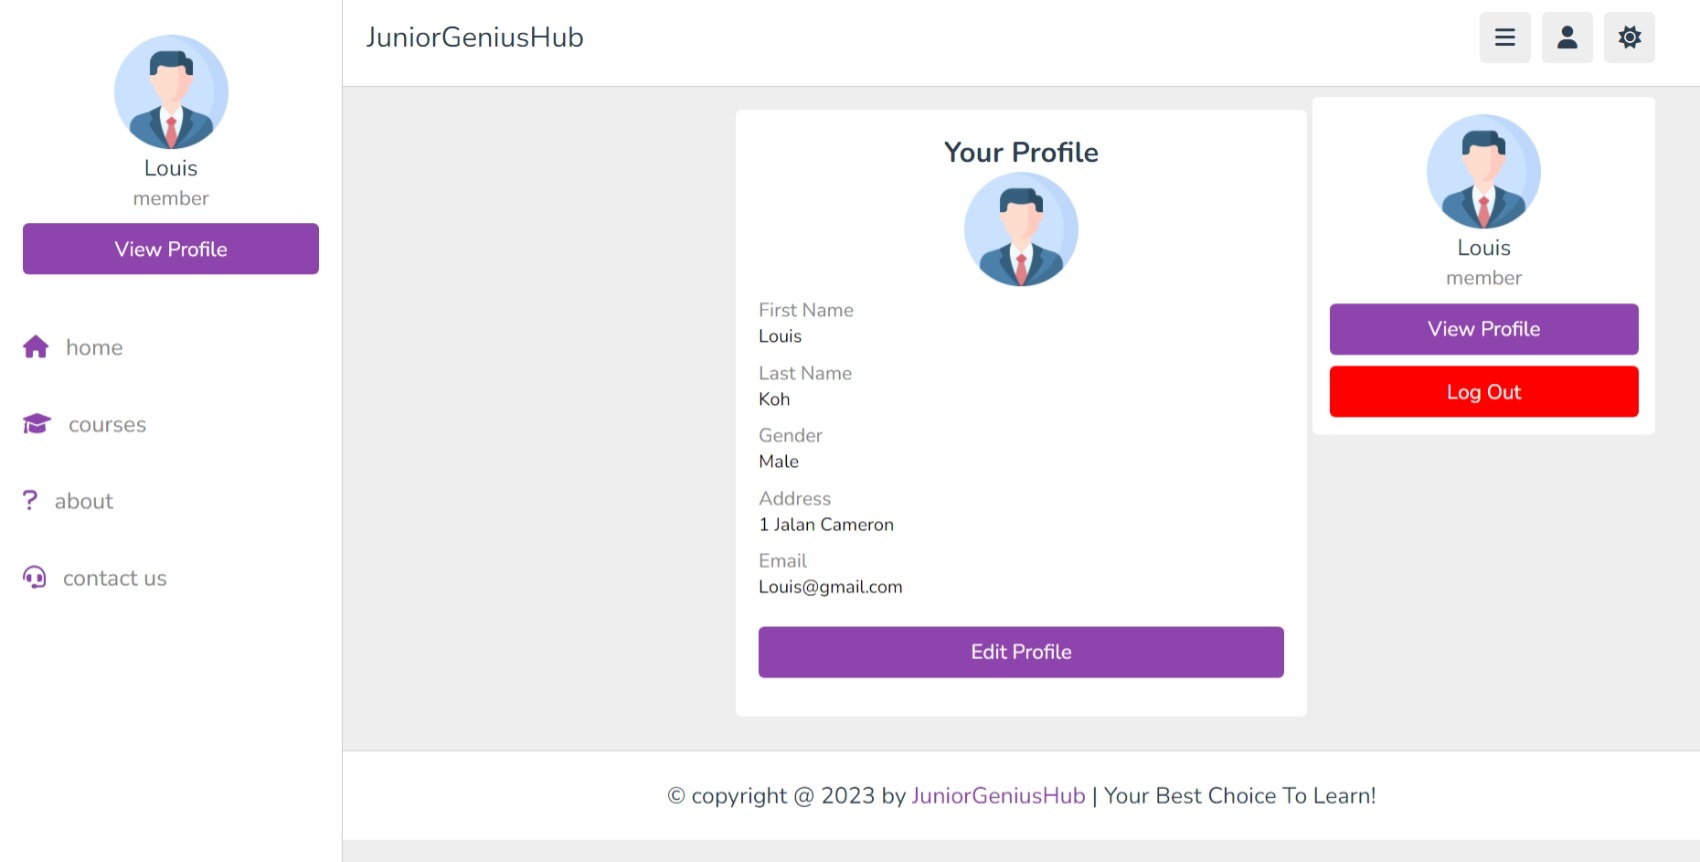 Louis
member
View Profile
home
courses
about
contact us
JuniorGeniusHub
Your Profile
First Name
Louis
Last Name
Koh
Gender
Male
Address
1 Jalan Cameron
Email
Louis@gmail.com
Edit Profile
Louis
member
View Profile
Log Out
© copyright @ 2023 by JuniorGeniusHub | Your Best Choice To Learn!